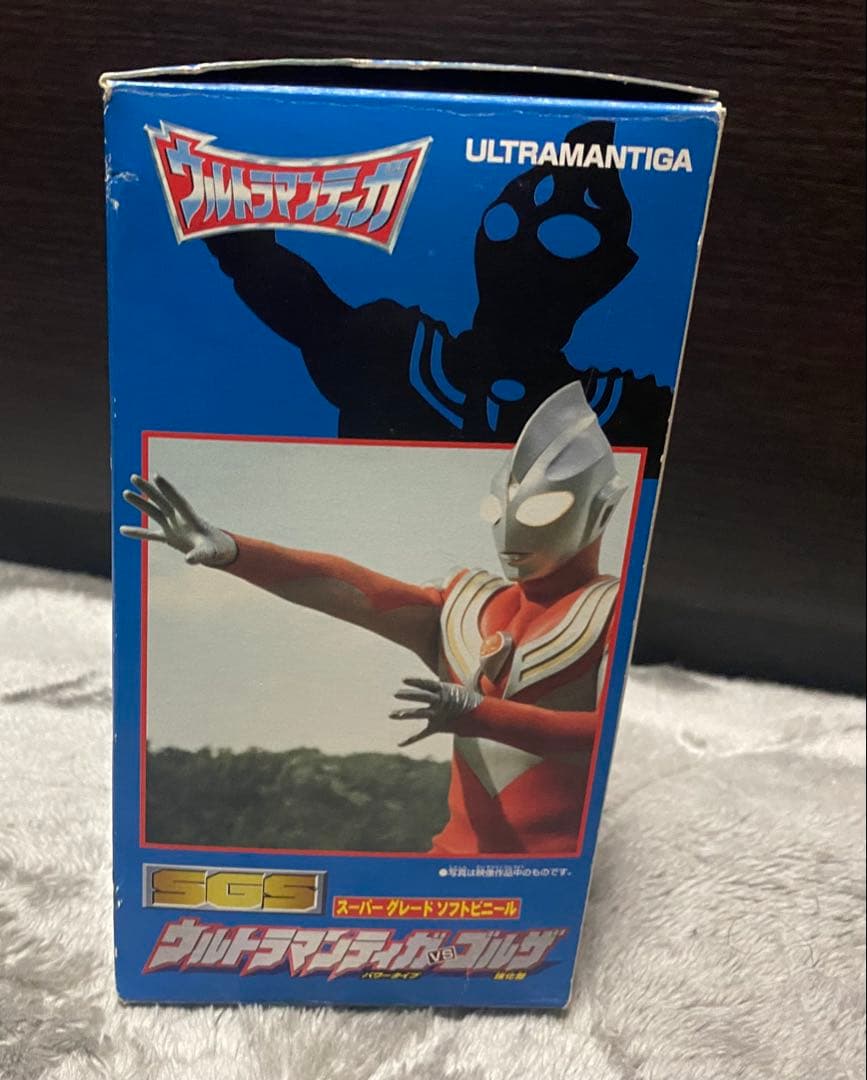 ウルトラマンティガ
ULTRAMANTIGA
●写真は映像作品中のものです。
SGS
スーパー グレード ソフトビニール
ウルトラマンティガVSゴルザ
パワータイプ 強化型